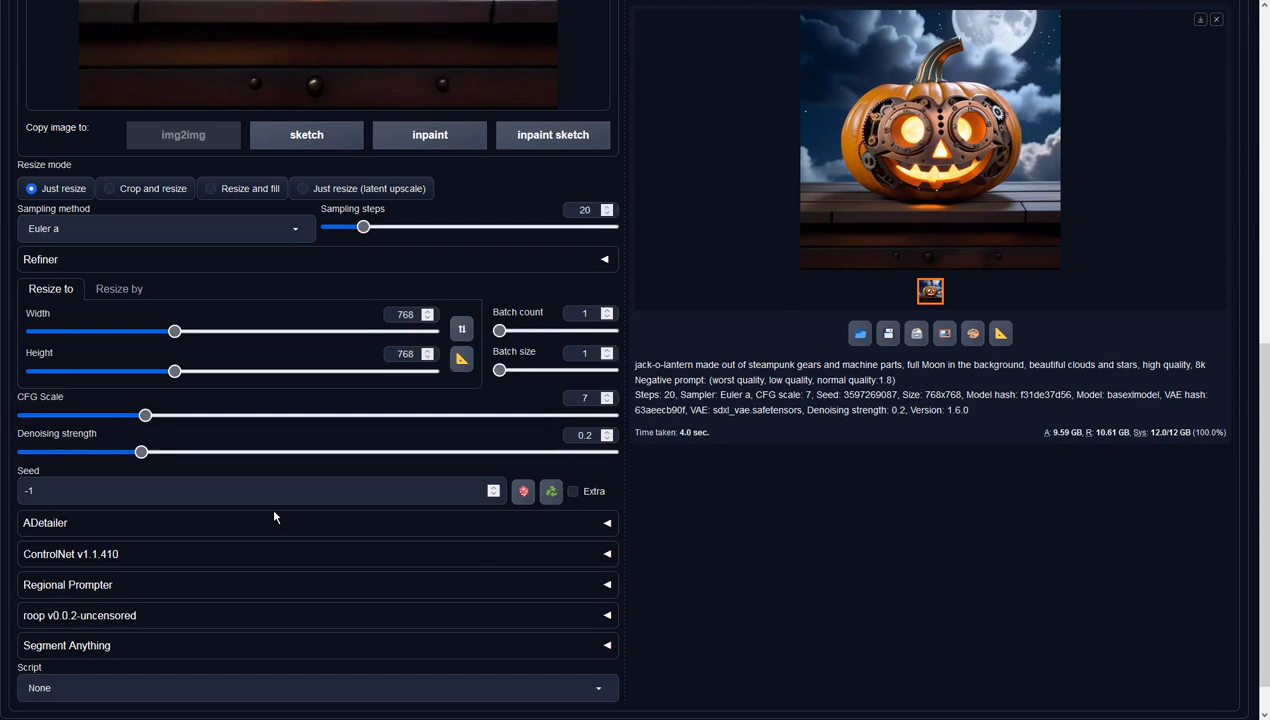 Copy image to:
img2img
sketch
inpaint
inpaint sketch
Resize mode
Just resize
Crop and resize
Resize and fill
Just resize (latent upscale)
Sampling method
Sampling steps
20
Euler a
Refiner
Resize to
Resize by
Width
768
Batch count
1
Height
768
Batch size
1
CFG Scale
7
Denoising strength
0.2
Seed
-1
Extra
ADetailer
ControlNet v1.1.410
Regional Prompter
roop v0.0.2-uncensored
Segment Anything
Script
None
jack-o-lantern made out of steampunk gears and machine parts, full Moon in the background, beautiful clouds and stars, high quality, 8k
Negative prompt: (worst quality, low quality, normal quality:1.8)
Steps: 20, Sampler: Euler a, CFG scale: 7, Seed: 3597269087, Size: 768x768, Model hash: f31de37d56, Model: basexlmodel, VAE hash:
63aeecb90f, VAE: sdxl_vae.safetensors, Denoising strength: 0.2, Version: 1.6.0
Time taken: 4.0 sec.
A: 9.59 GB, R: 10.61 GB, Sys: 12.0/12 GB (100.0%)